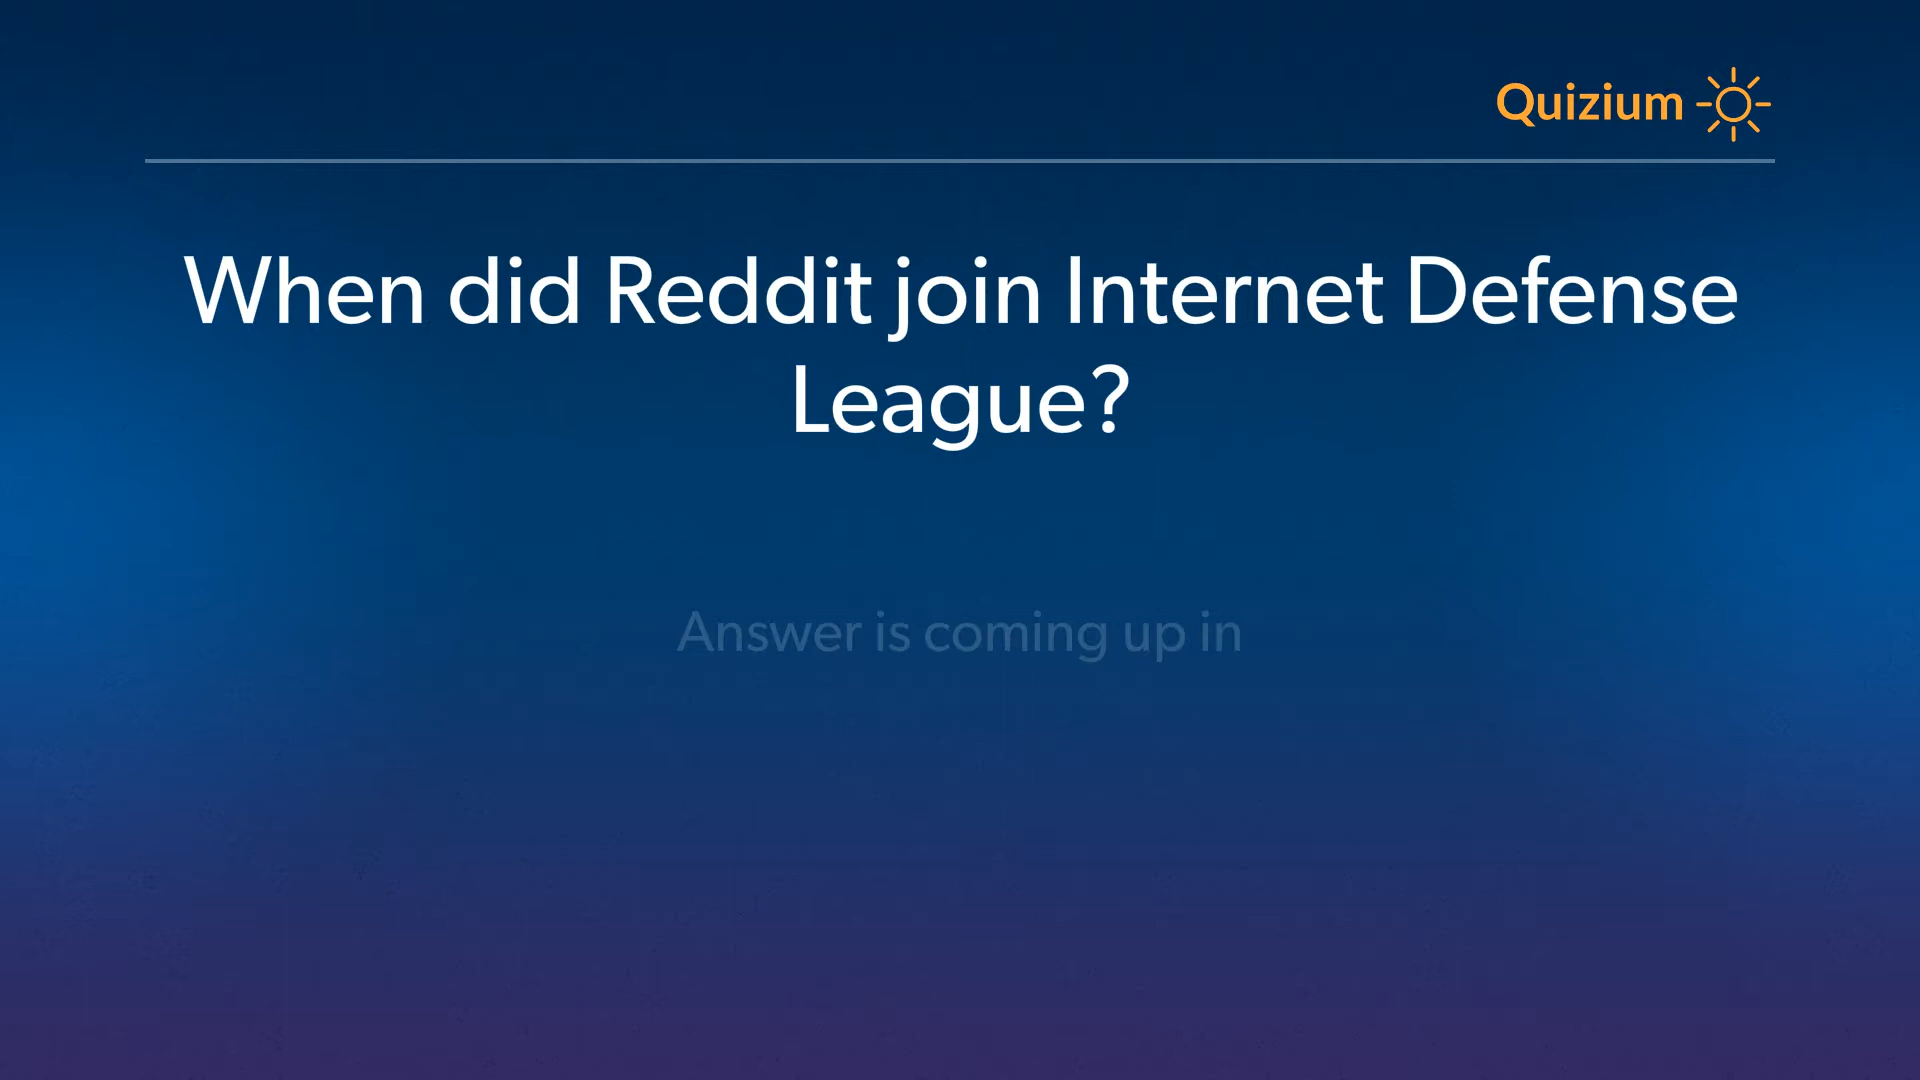 Quizium
When did Reddit join Internet Defense
League?
Answer is coming up in